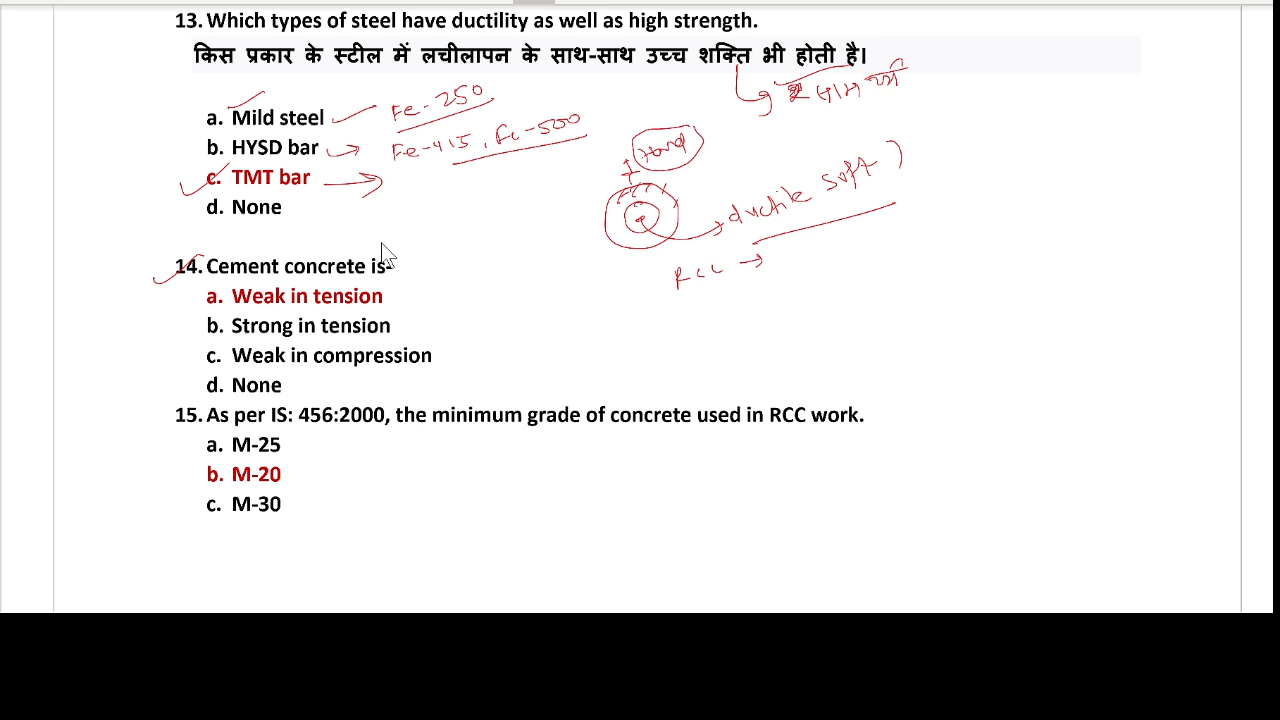 13. Which types of steel have ductility as well as high strength.
किस प्रकार के स्टील में लचीलापन के साथ-साथ उच्च शक्ति भी होती है।
सामर्थ्य
a. Mild steel Fe-250
b. HYSD bar Fe-415, Fe-500
Hard
c. TMT bar
ductile soft)
d. None
RCC →
14. Cement concrete is-
a. Weak in tension
b. Strong in tension
c. Weak in compression
d. None
15. As per IS: 456:2000, the minimum grade of concrete used in RCC work.
a. M-25
b. M-20
c. M-30